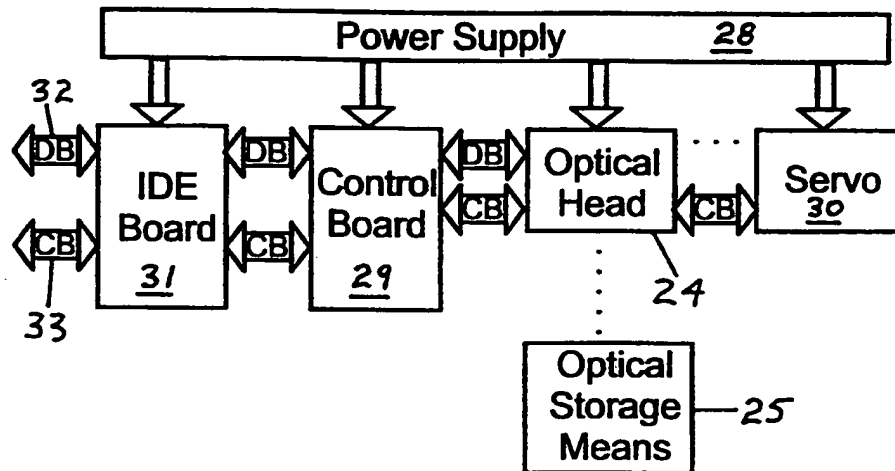 Power Supply 28
32
DB DB DB
IDE Board 31
Control Board 29
Optical Head
Servo 30
CB CB CB CB
33
24
Optical Storage Means
25